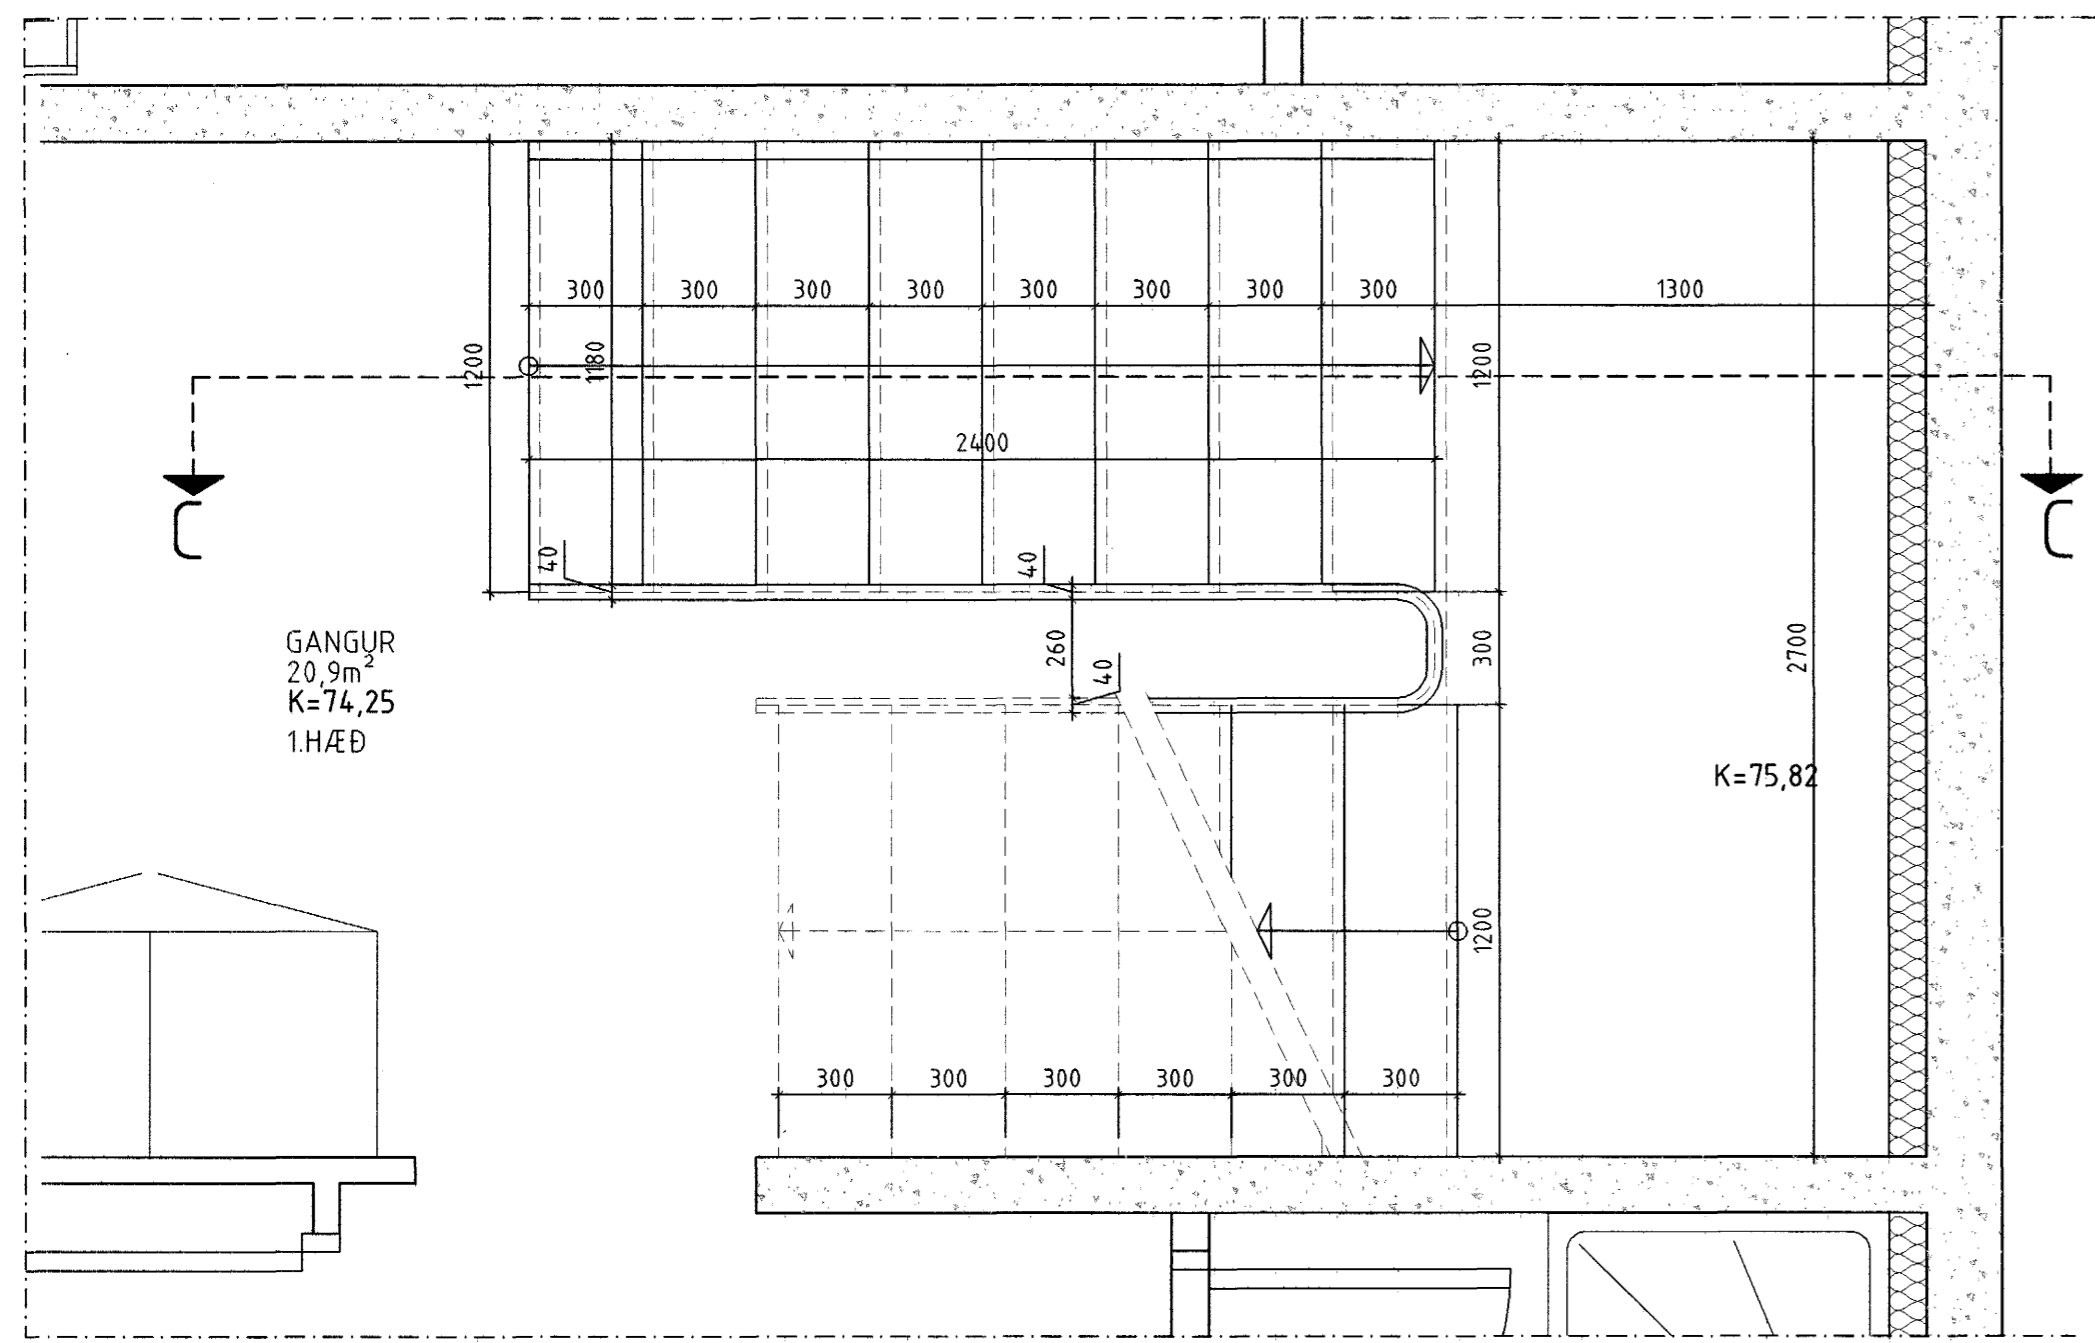 300 300 300 300 300 300 300 300 1300
1200 1180 1200
2400
C C
40 40
GANGUR
20,9m²
K=74,25
1.HÆÐ
260 40 300 2700
K=75,82
1200
300 300 300 300 300 300